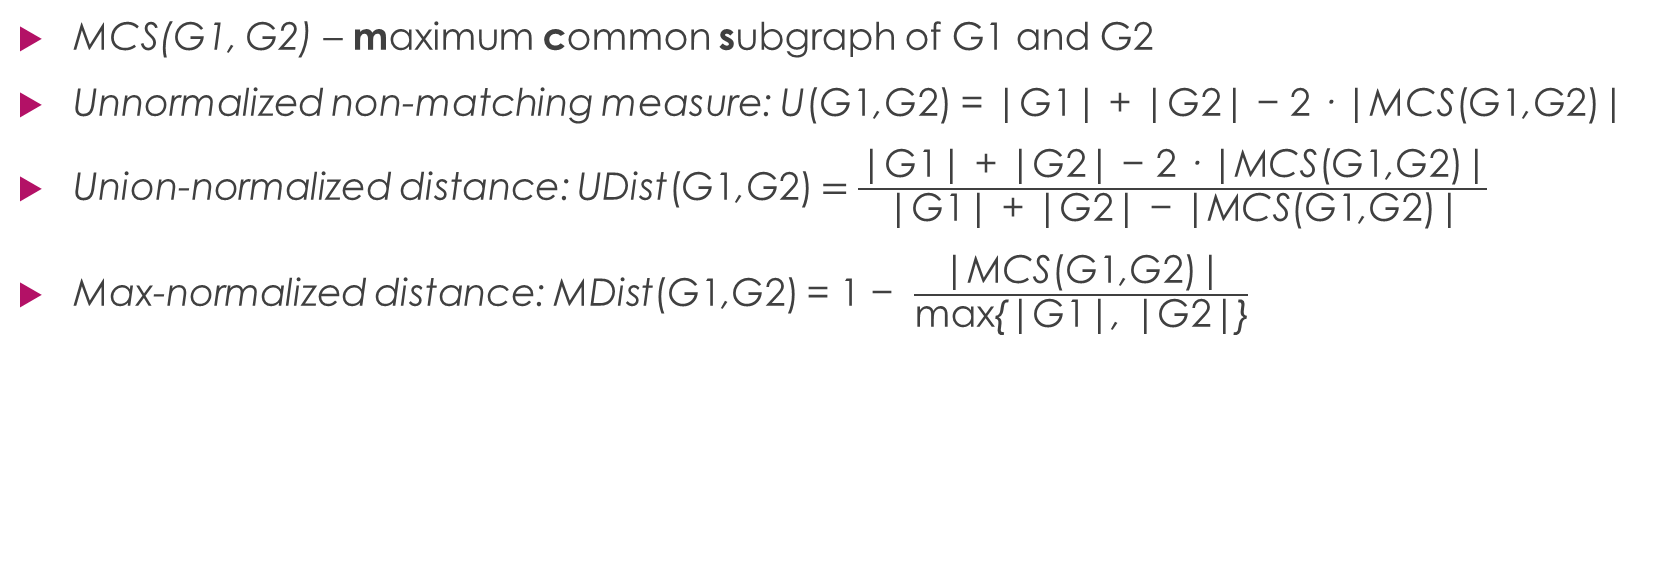 ▶ MCS(G1, G2) – maximum common subgraph of G1 and G2
▶ Unnormalized non-matching measure: U(G1,G2) = |G1| + |G2| − 2 · |MCS(G1,G2)|
▶ Union-normalized distance: UDist(G1,G2) = (|G1| + |G2| − 2 · |MCS(G1,G2)|) / (|G1| + |G2| − |MCS(G1,G2)|)
▶ Max-normalized distance: MDist(G1,G2) = 1 − |MCS(G1,G2)| / max{|G1|, |G2|}